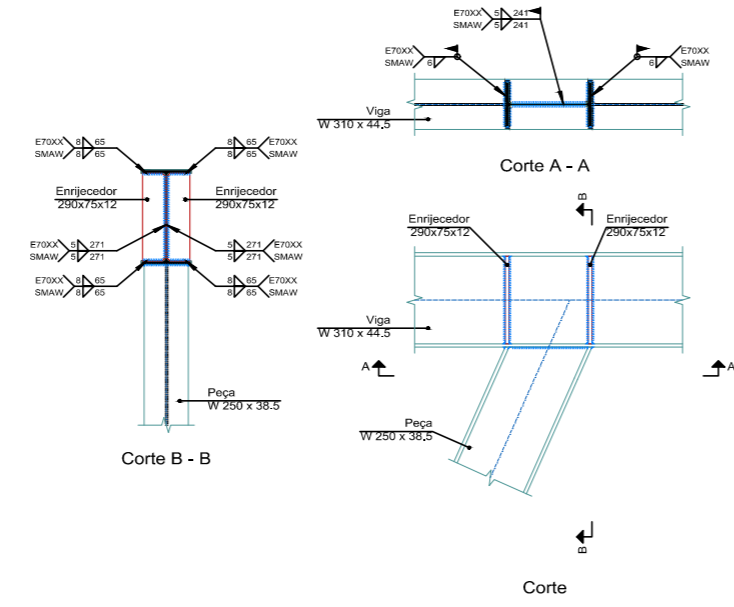 E70XX
SMAW
5
5
241
241
E70XX
SMAW
6
E70XX
SMAW
6
Viga
W 310 x 44.5
Corte A - A
E70XX
SMAW
8
8
65
65
8
8
65
65
E70XX
SMAW
Enrijecedor
290x75x12
Enrijecedor
290x75x12
E70XX
SMAW
5
5
271
271
5
5
271
271
E70XX
SMAW
E70XX
SMAW
8
8
65
65
8
8
65
65
E70XX
SMAW
Peça
W 250 x 38.5
Corte B - B
B
Enrijecedor
290x75x12
Enrijecedor
290x75x12
Viga
W 310 x 44.5
A
A
Peça
W 250 x 38.5
B
Corte